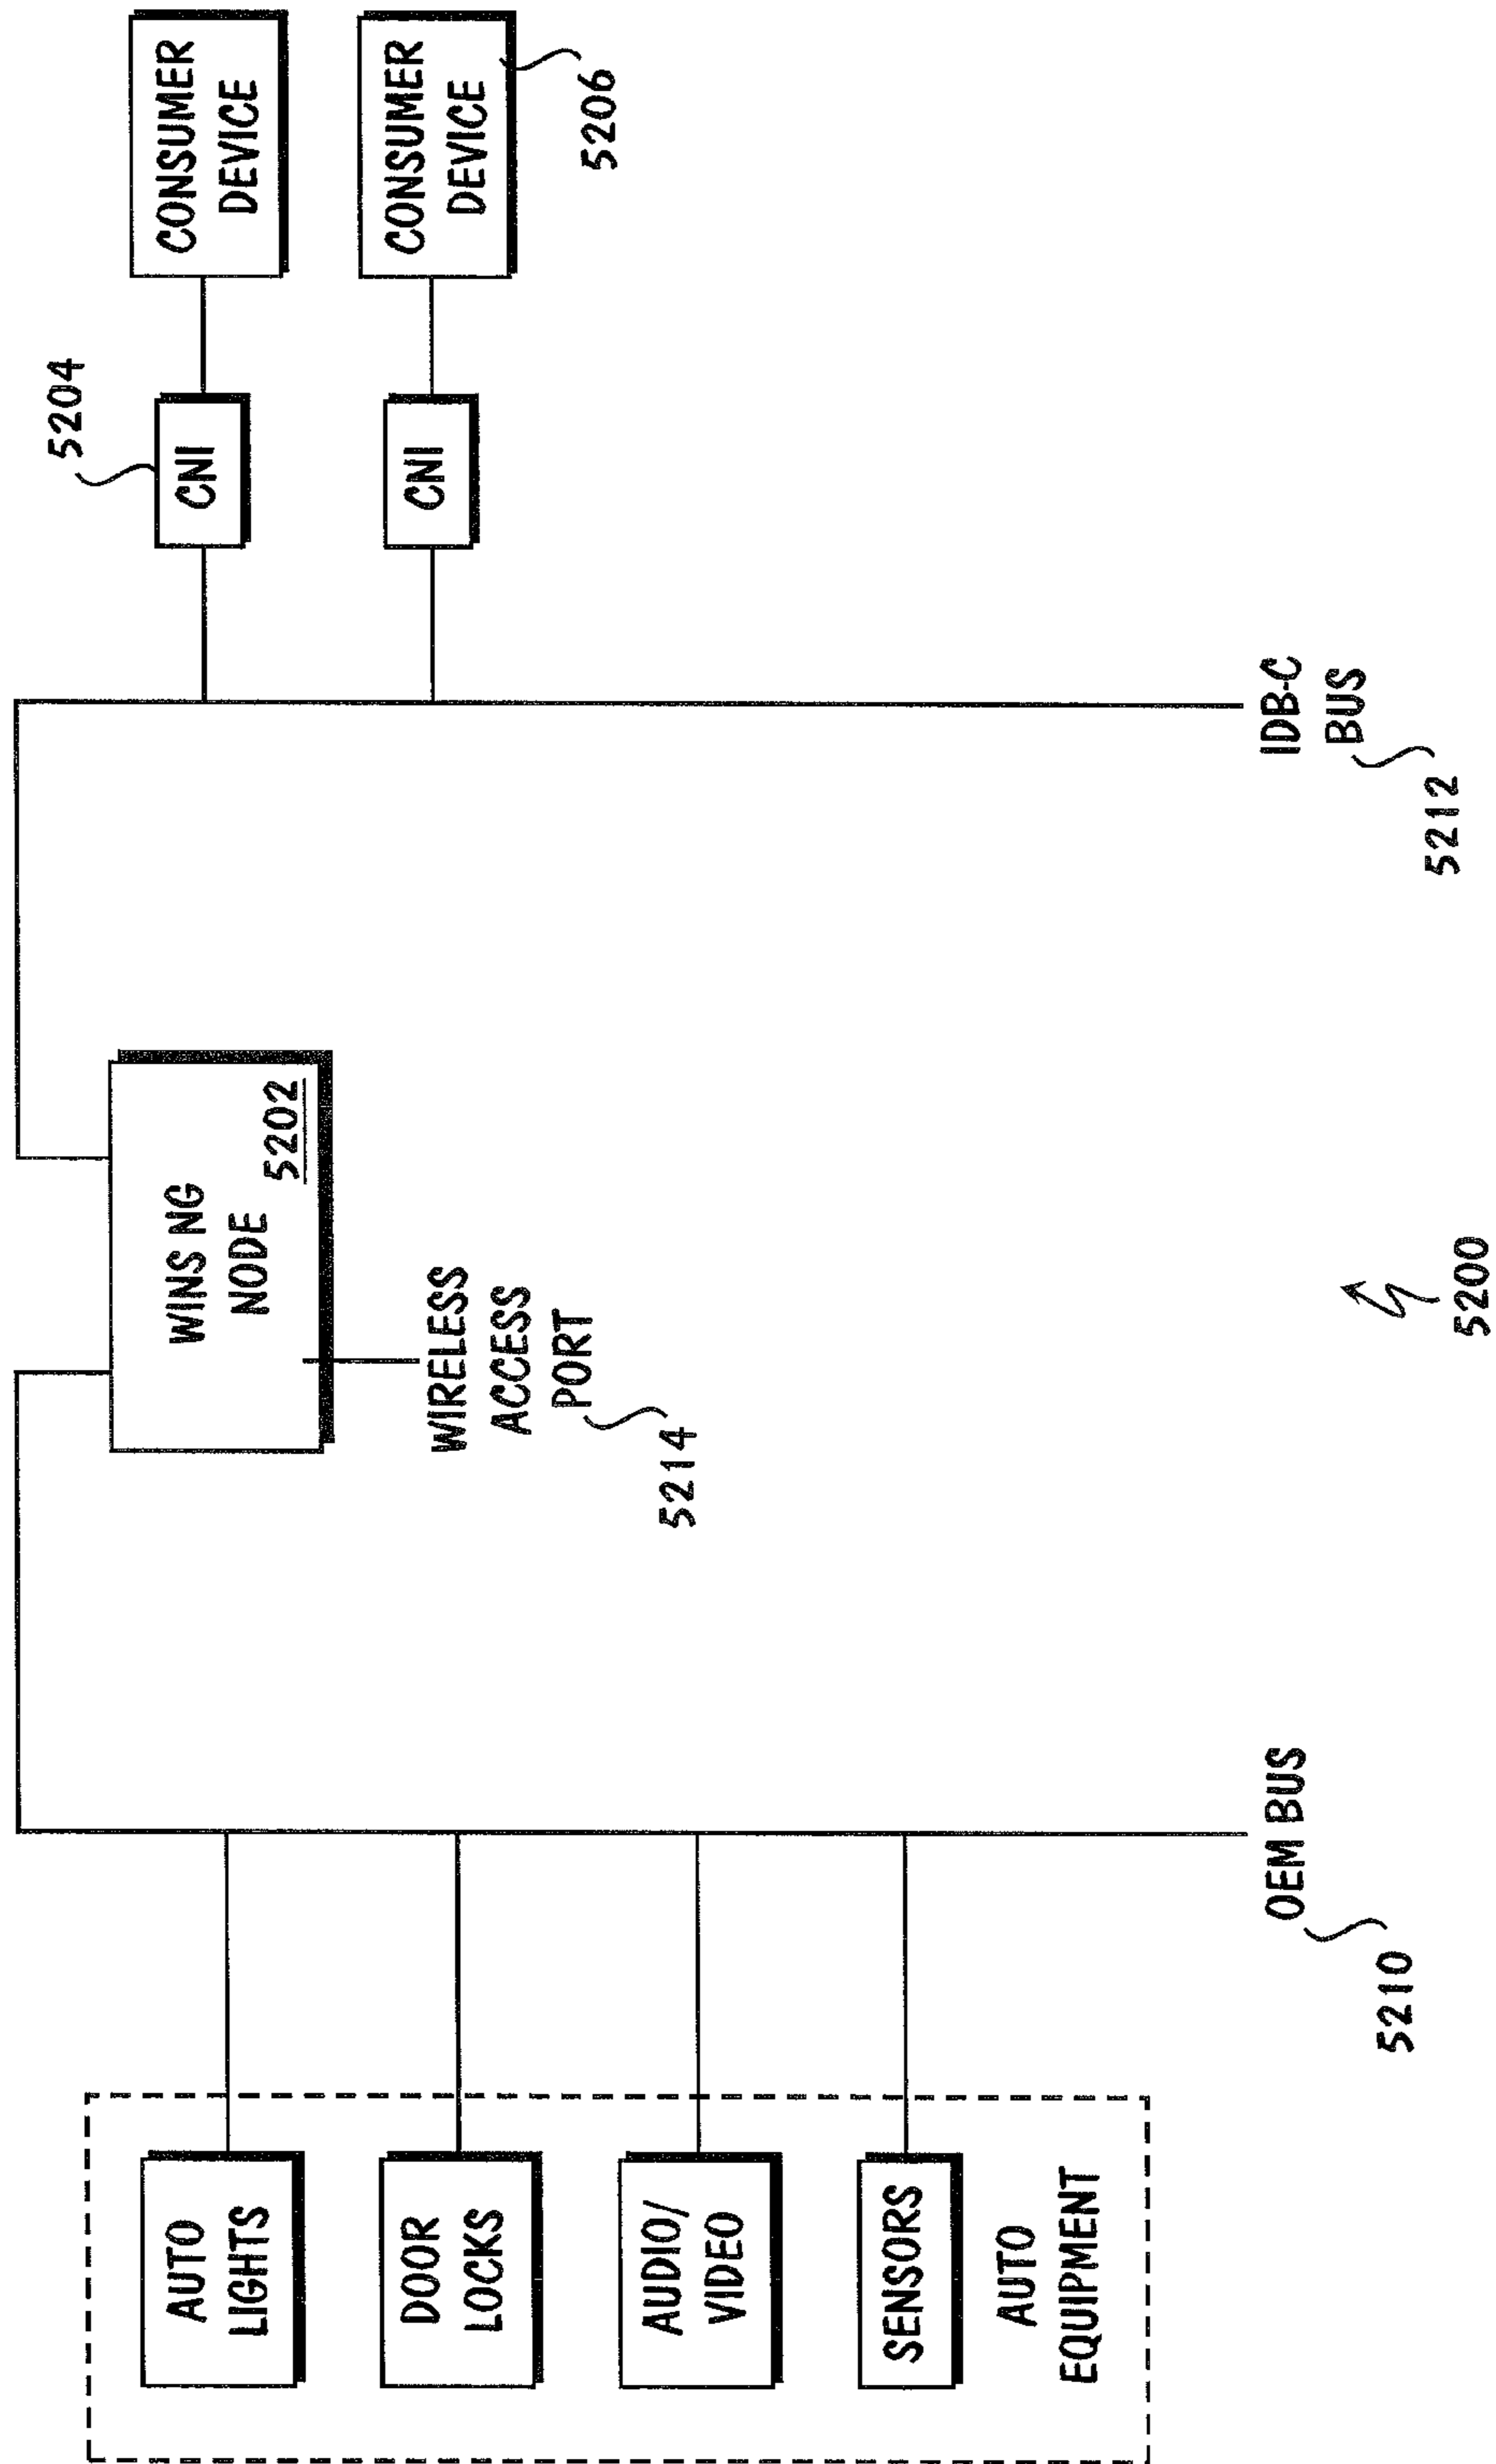 AUTO
LIGHTS
DOOR
LOCKS
AUDIO/
VIDEO
SENSORS
AUTO
EQUIPMENT
OEM BUS
5210
WINS NG
NODE
5202
WIRELESS
ACCESS
PORT
5214
5200
IDB-C
BUS
5212
5204
CNI
CONSUMER
DEVICE
CNI
CONSUMER
DEVICE
5206